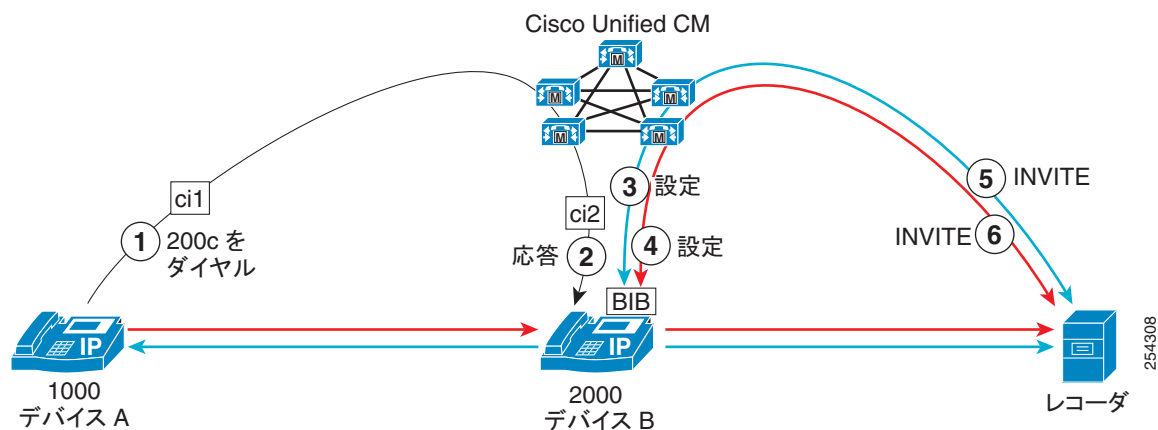 Cisco Unified CM
M
M
M
M
M
ci1
1
200c を
ダイヤル
ci2
応答
2
3
設定
4
設定
5
INVITE
INVITE
6
BIB
IP
IP
1000
デバイス A
2000
デバイス B
レコーダ
254308